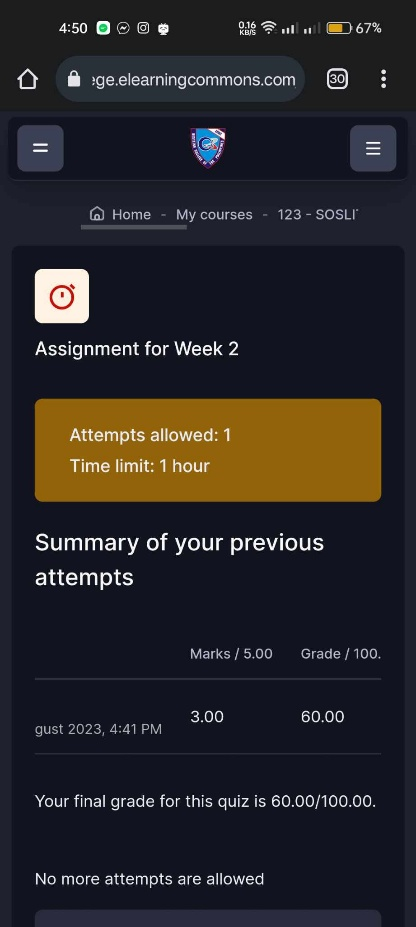 4:50 0.16 KB/S 67%
ege.elearningcommons.com 30
Home - My courses - 123 - SOSLIT
Assignment for Week 2
Attempts allowed: 1
Time limit: 1 hour
Summary of your previous
attempts
Marks / 5.00 Grade / 100.
3.00 60.00
gust 2023, 4:41 PM
Your final grade for this quiz is 60.00/100.00.
No more attempts are allowed